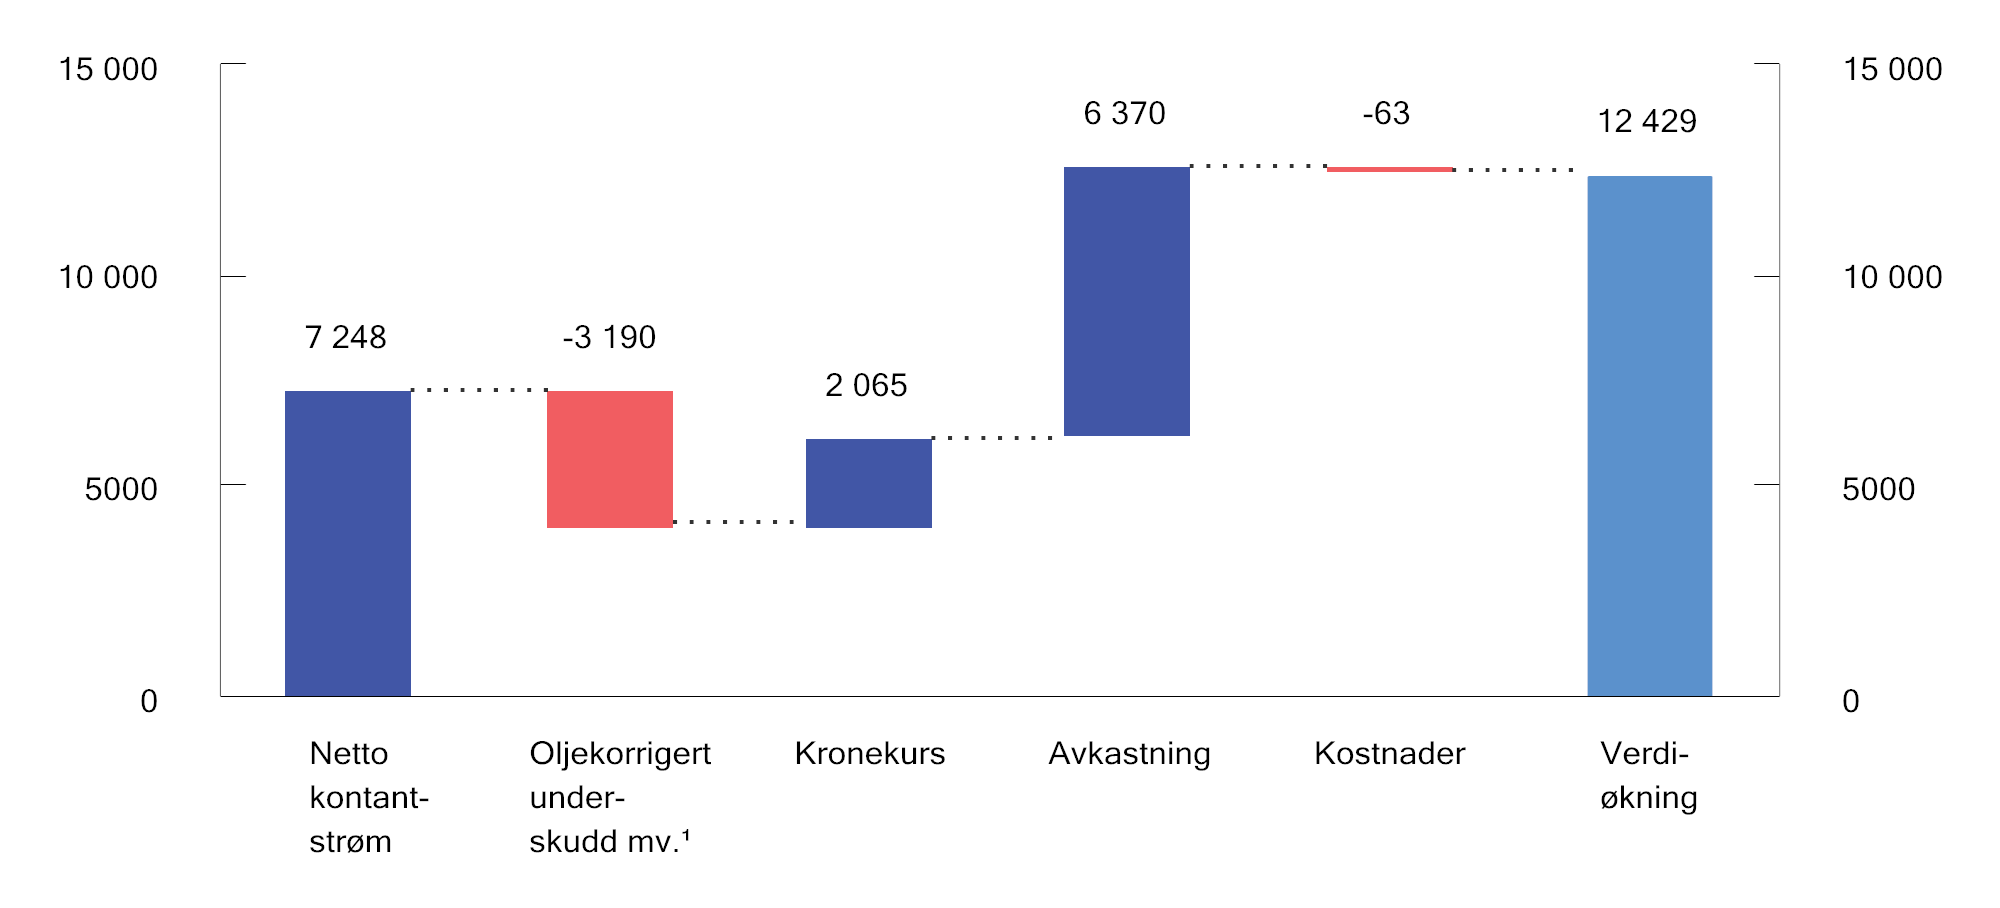 15 000
15 000
6 370
-63
12 429
10 000
10 000
7 248
-3 190
2 065
5000
5000
0
0
Netto
kontant-
strøm
Oljekorrigert
under-
skudd mv.¹
Kronekurs
Avkastning
Kostnader
Verdi-
økning